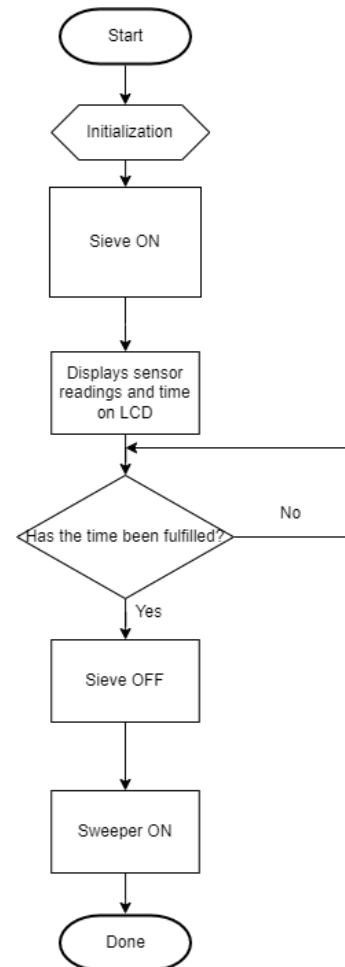 Start
Initialization
Sieve ON
Displays sensor
readings and time
on LCD
Has the time been fulfilled?
No
Yes
Sieve OFF
Sweeper ON
Done